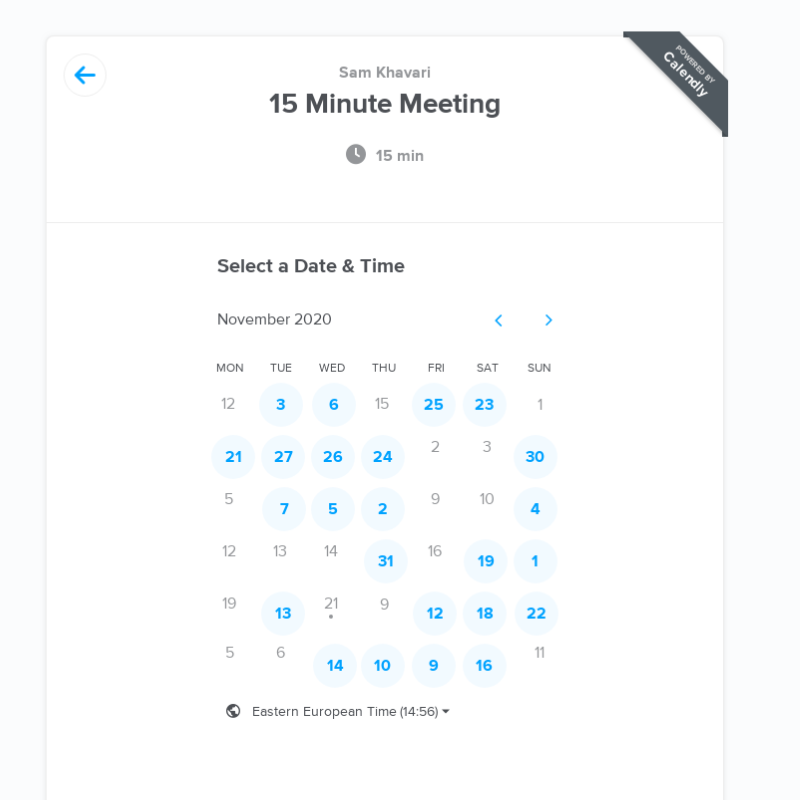 POWERED BY
Calendly
Sam Khavari
15 Minute Meeting
15 min
Select a Date & Time
November 2020
MON TUE WED THU FRI SAT SUN
12 3 6 15 25 23 1
21 27 26 24 2 3 30
5 7 5 2 9 10 4
12 13 14 31 16 19 1
19 13 21 9 12 18 22
5 6 14 10 9 16 11
Eastern European Time (14:56)